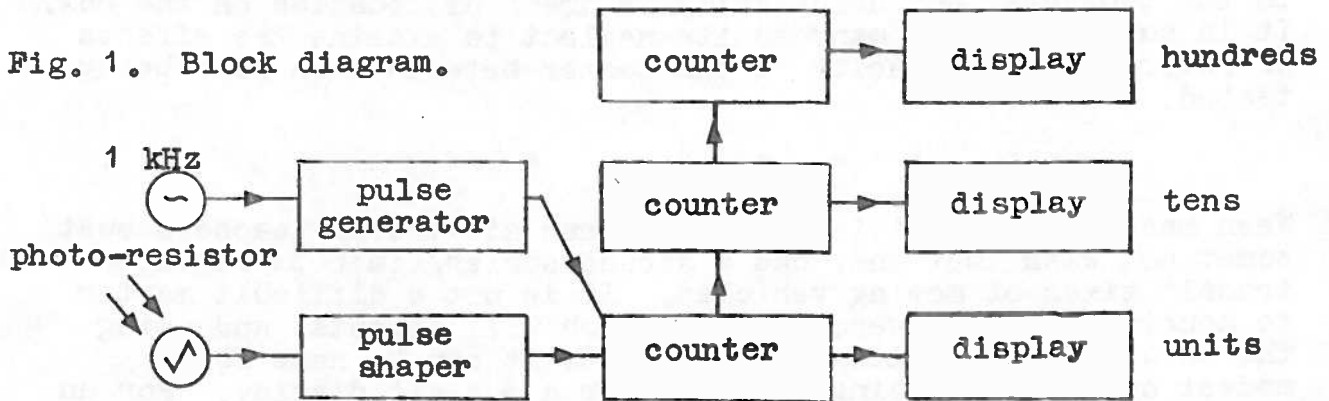 Fig. 1. Block diagram.
counter
display
hundreds
1 kHz
pulse
generator
counter
display
tens
photo-resistor
pulse
shaper
counter
display
units